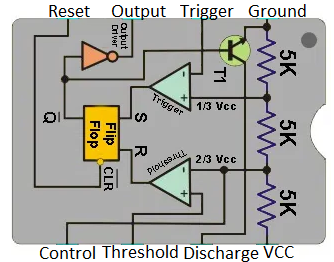 Reset Output Trigger Ground
Output
Driver
T1
5K
Trigger
1/3 Vcc
Q
S
5K
Flip
Flop
R
Threshold
2/3 Vcc
CLR
5K
Control Threshold Discharge VCC